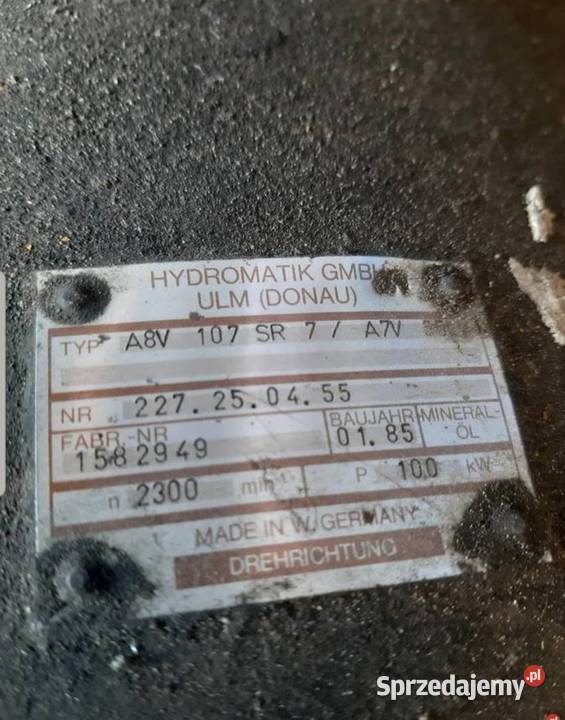 HYDROMATIK GMBH
ULM (DONAU)
TYP A8V 107 SR 7 / A7V
NR 227.25.04.55
FABR.-NR 1582949 BAUJAHR 01.85 MINERAL-ÖL
n 2300 min P 100 kW
MADE IN W. GERMANY
DREHRICHTUNG
Sprzedajemy.pl